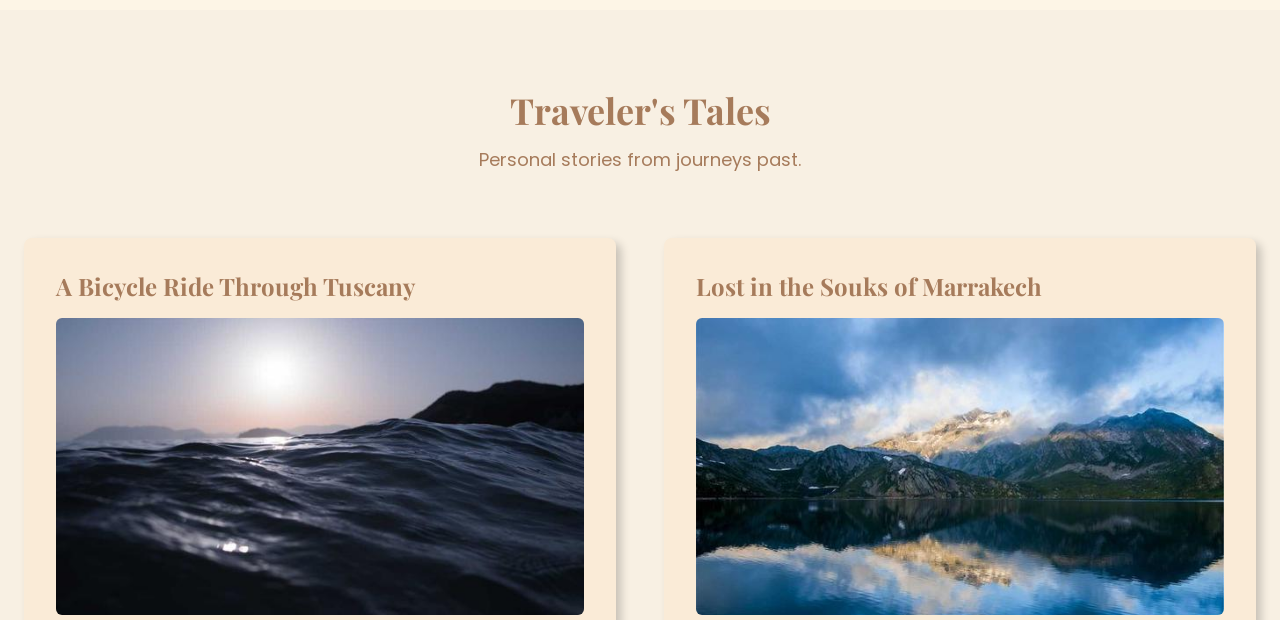 Traveler's Tales
Personal stories from journeys past.
A Bicycle Ride Through Tuscany
Lost in the Souks of Marrakech